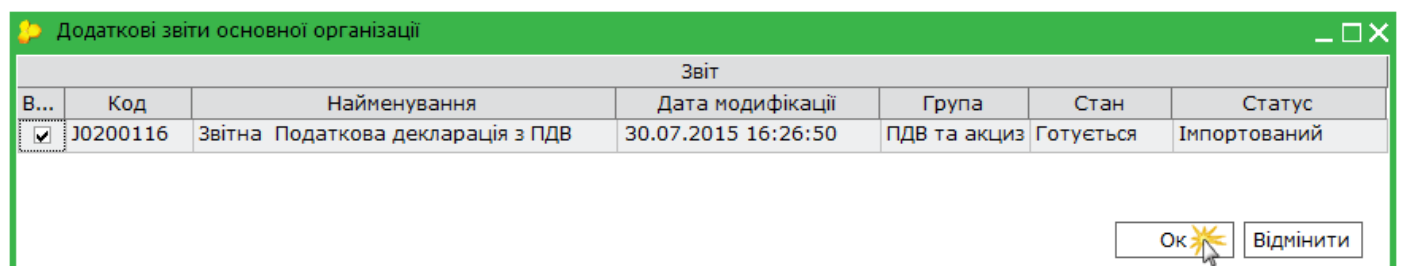 Додаткові звіти основної організації
Звіт
В... Код Найменування Дата модифікації Група Стан Статус
J0200116 Звітна Податкова декларація з ПДВ 30.07.2015 16:26:50 ПДВ та акциз Готується Імпортований
Ок Відмінити